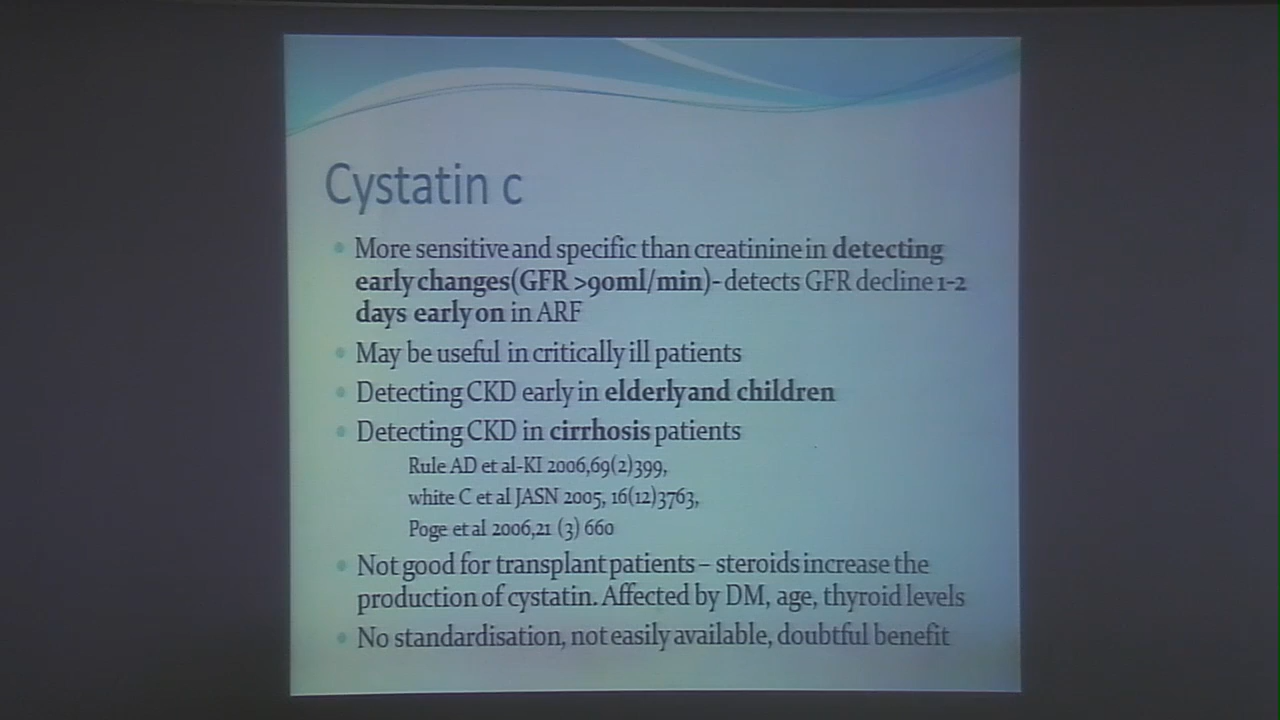 Cystatin c
More sensitive and specific than creatinine in detecting
early changes(GFR >90ml/min)- detects GFR decline 1-2
days early on in ARF
May be useful in critically ill patients
Detecting CKD early in elderly and children
Detecting CKD in cirrhosis patients
Rule AD et al-KI 2006,69(2)399,
white C et al JASN 2005, 16(12)3763,
Poge et al 2006,21 (3) 660
Not good for transplant patients – steroids increase the
production of cystatin. Affected by DM, age, thyroid levels
No standardisation, not easily available, doubtful benefit